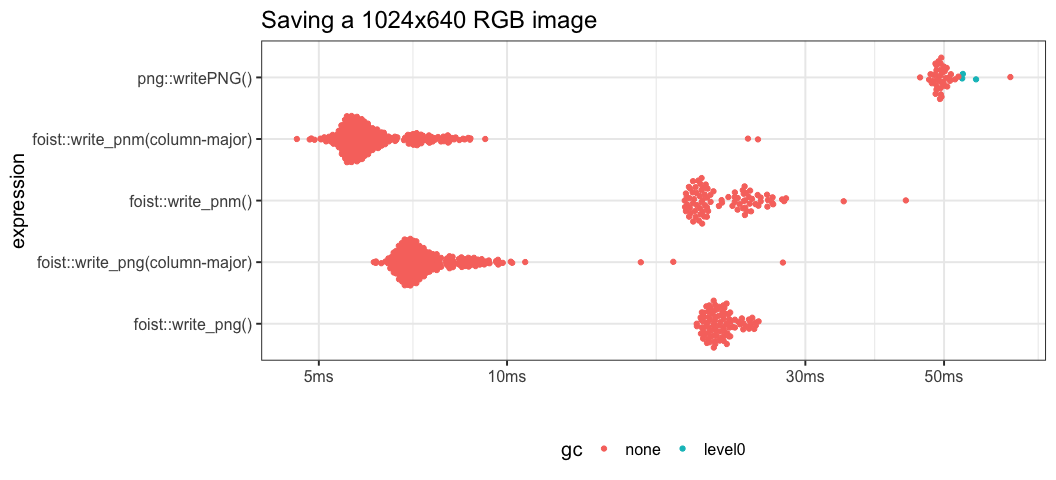 Saving a 1024x640 RGB image
expression
png::writePNG()
foist::write_pnm(column-major)
foist::write_pnm()
foist::write_png(column-major)
foist::write_png()
5ms 10ms 30ms 50ms
gc none level0